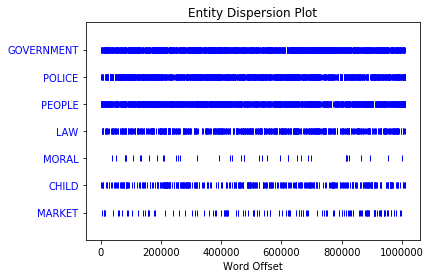 Entity Dispersion Plot
GOVERNMENT
POLICE
PEOPLE
LAW
MORAL
CHILD
MARKET
0 200000 400000 600000 800000 1000000
Word Offset